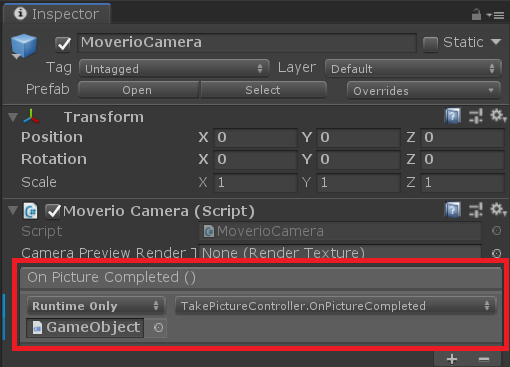 Inspector
MoverioCamera Static
Tag Untagged Layer Default
Prefab Open Select Overrides
Transform
Position X 0 Y 0 Z 0
Rotation X 0 Y 0 Z 0
Scale X 1 Y 1 Z 1
Moverio Camera (Script)
Script MoverioCamera
Camera Preview Render T None (Render Texture)
On Picture Completed ()
Runtime Only TakePictureController.OnPictureCompleted
GameObject